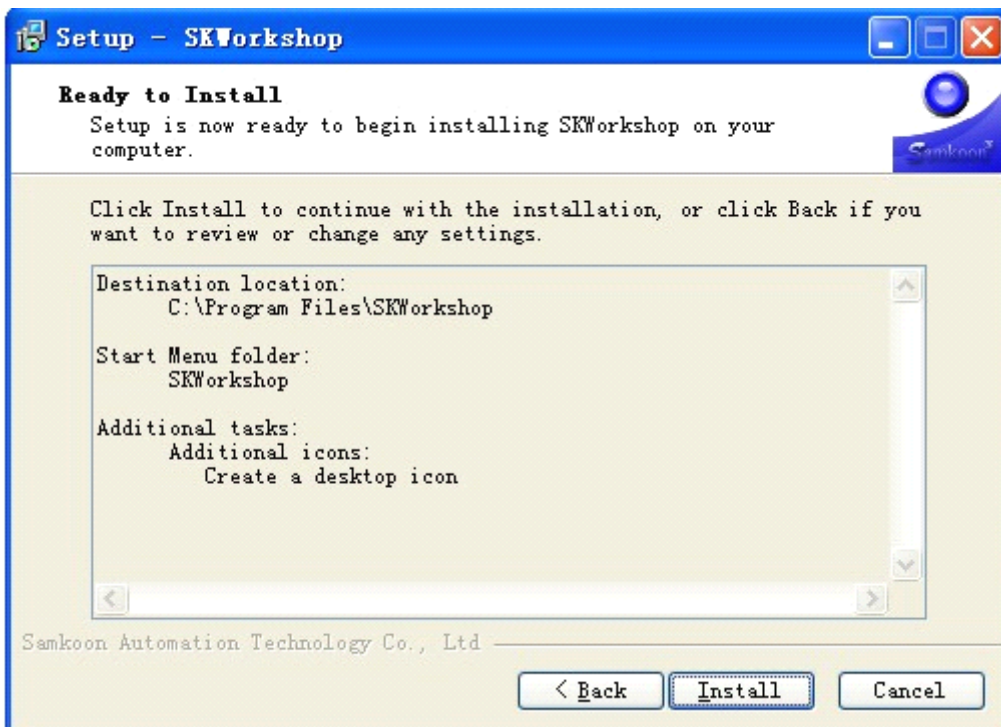 Setup - SKWorkshop
Ready to Install
Setup is now ready to begin installing SKWorkshop on your
computer.
Samkoon
Click Install to continue with the installation, or click Back if you
want to review or change any settings.
Destination location:
C:\Program Files\SKWorkshop
Start Menu folder:
SKWorkshop
Additional tasks:
Additional icons:
Create a desktop icon
Samkoon Automation Technology Co., Ltd
< Back
Install
Cancel